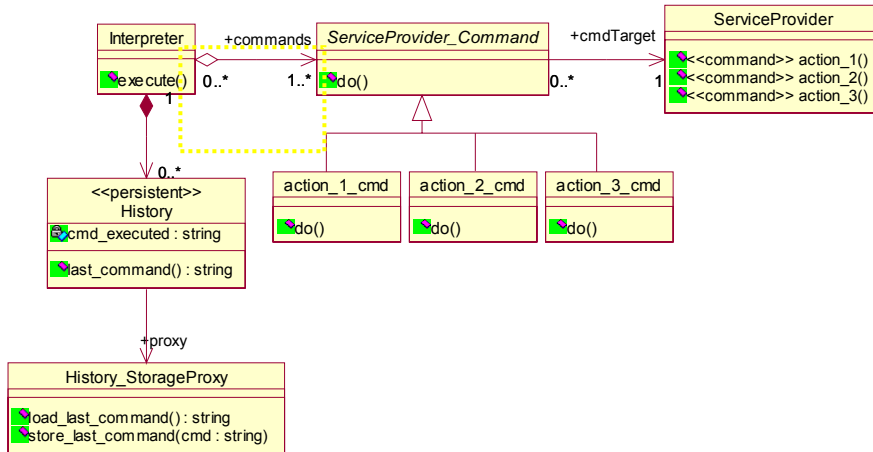 Interpreter
execute()
+commands
0..*
1..*
ServiceProvider_Command
do()
+cmdTarget
0..*
1
ServiceProvider
<<command>> action_1()
<<command>> action_2()
<<command>> action_3()
1
0..*
<<persistent>>
History
cmd_executed : string
last_command() : string
action_1_cmd
do()
action_2_cmd
do()
action_3_cmd
do()
+proxy
History_StorageProxy
load_last_command() : string
store_last_command(cmd : string)